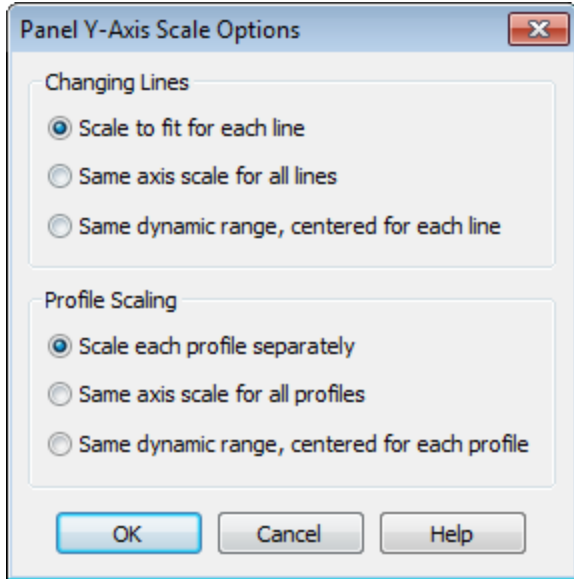 Panel Y-Axis Scale Options
Changing Lines
Scale to fit for each line
Same axis scale for all lines
Same dynamic range, centered for each line
Profile Scaling
Scale each profile separately
Same axis scale for all profiles
Same dynamic range, centered for each profile
OK Cancel Help